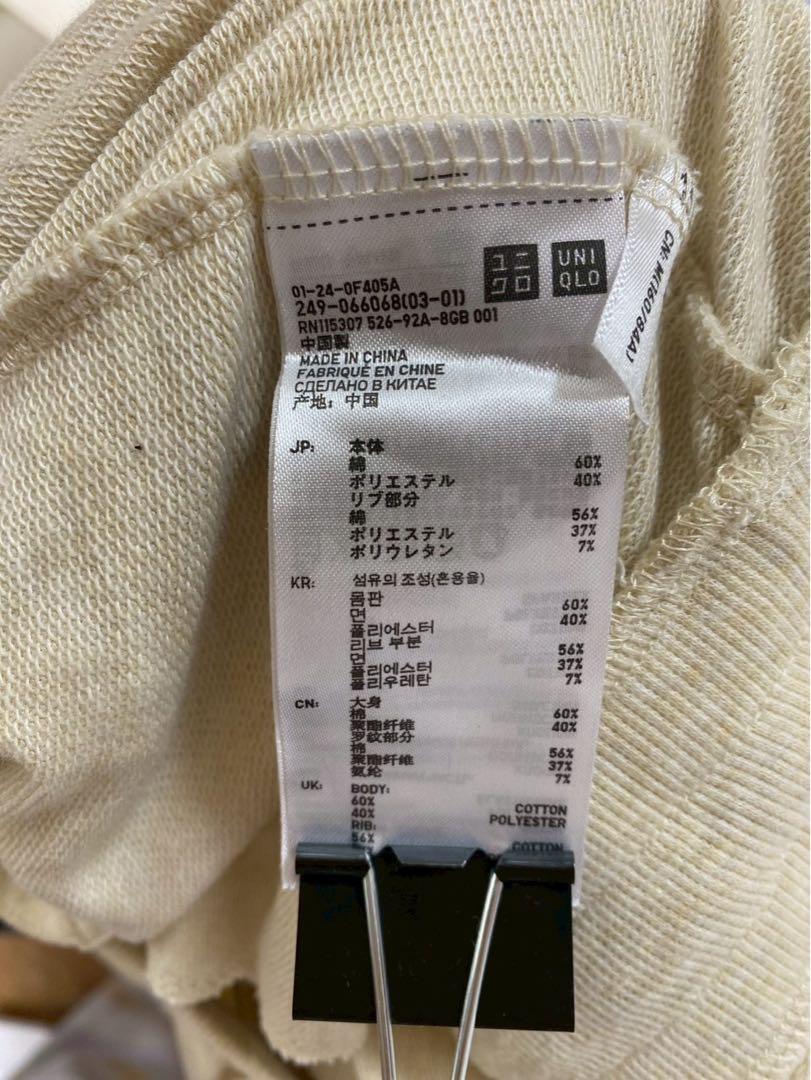 01-24-0F405A
249-066068(03-01)
RN115307 526-92A-8GB 001
ユニ
クロ
UNI
QLO
中国製
MADE IN CHINA
FABRIQUÉ EN CHINE
СДЕЛАНО В КИТАЕ
产地: 中国
JP: 本体
綿 60%
ポリエステル 40%
リブ部分
綿 56%
ポリエステル 37%
ポリウレタン 7%
KR: 섬유의 조성(혼용율)
몸판
면 60%
폴리에스터 40%
리브 부분
면 56%
폴리에스터 37%
폴리우레탄 7%
CN: 大身
棉 60%
聚酯纤维 40%
罗纹部分
棉 56%
聚酯纤维 37%
氨纶 7%
UK: BODY:
60% COTTON
40% POLYESTER
RIB:
56% COTTON
CN: M(160/84A)